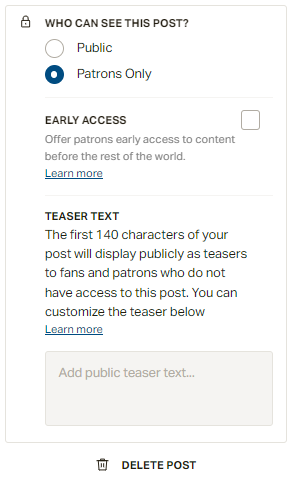 WHO CAN SEE THIS POST?
Public
Patrons Only
EARLY ACCESS
Offer patrons early access to content
before the rest of the world.
Learn more
TEASER TEXT
The first 140 characters of your
post will display publicly as teasers
to fans and patrons who do not
have access to this post. You can
customize the teaser below
Learn more
Add public teaser text...
DELETE POST